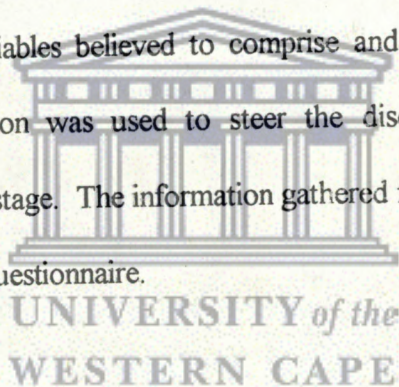 iables believed to comprise and
on was used to steer the disc
stage. The information gathered
uestionnaire.
UNIVERSITY of the
WESTERN CAPE